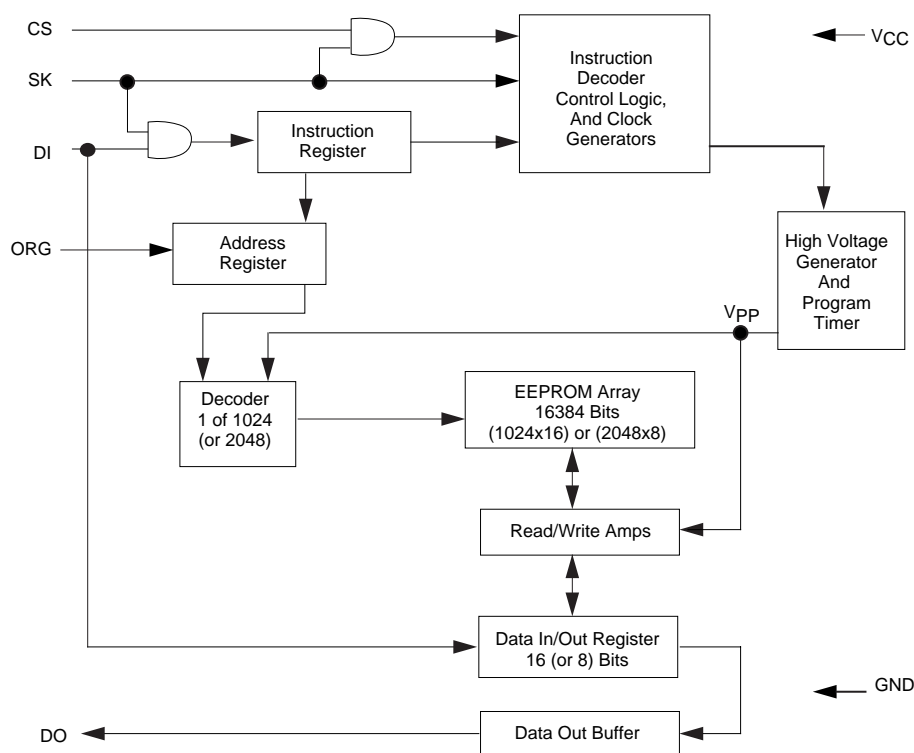 CS
SK
DI
ORG
Instruction
Decoder
Control Logic,
And Clock
Generators
VCC
Instruction
Register
Address
Register
High Voltage
Generator
And
Program
Timer
VPP
Decoder
1 of 1024
(or 2048)
EEPROM Array
16384 Bits
(1024x16) or (2048x8)
Read/Write Amps
Data In/Out Register
16 (or 8) Bits
GND
DO
Data Out Buffer